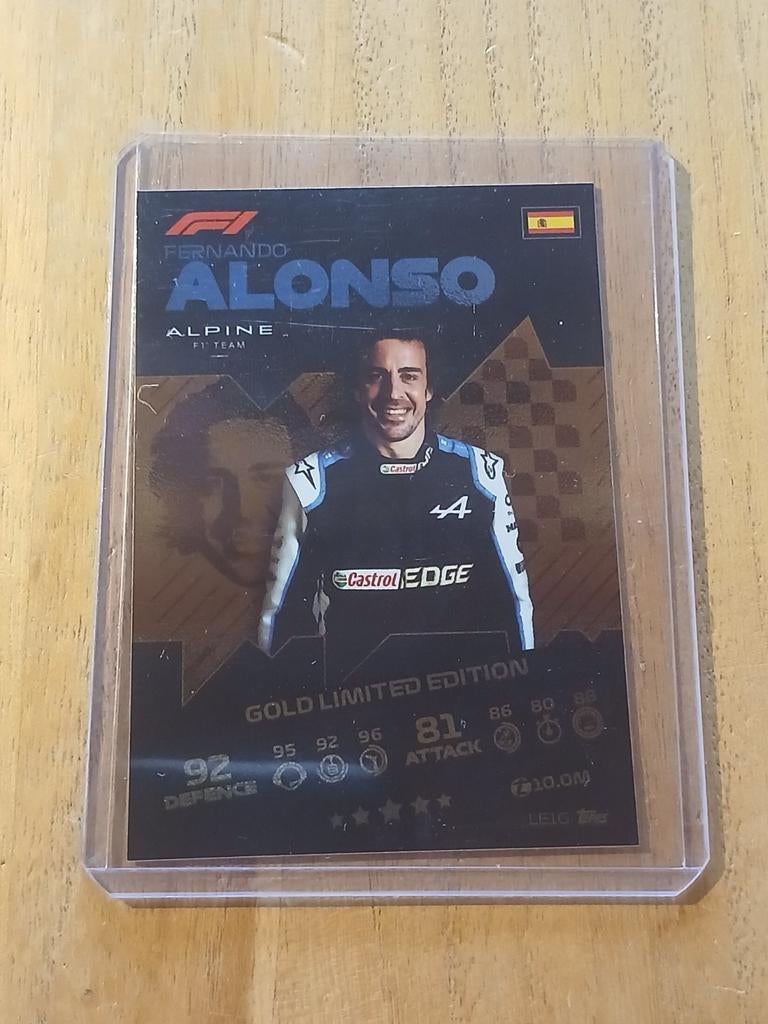 F1
FERNANDO
ALONSO
ALPINE
F1 TEAM
Castrol
A
Castrol EDGE
GOLD LIMITED EDITION
92
DEFENCE
95
92
96
81
ATTACK
86
80
88
10.0M
LE1G Topps